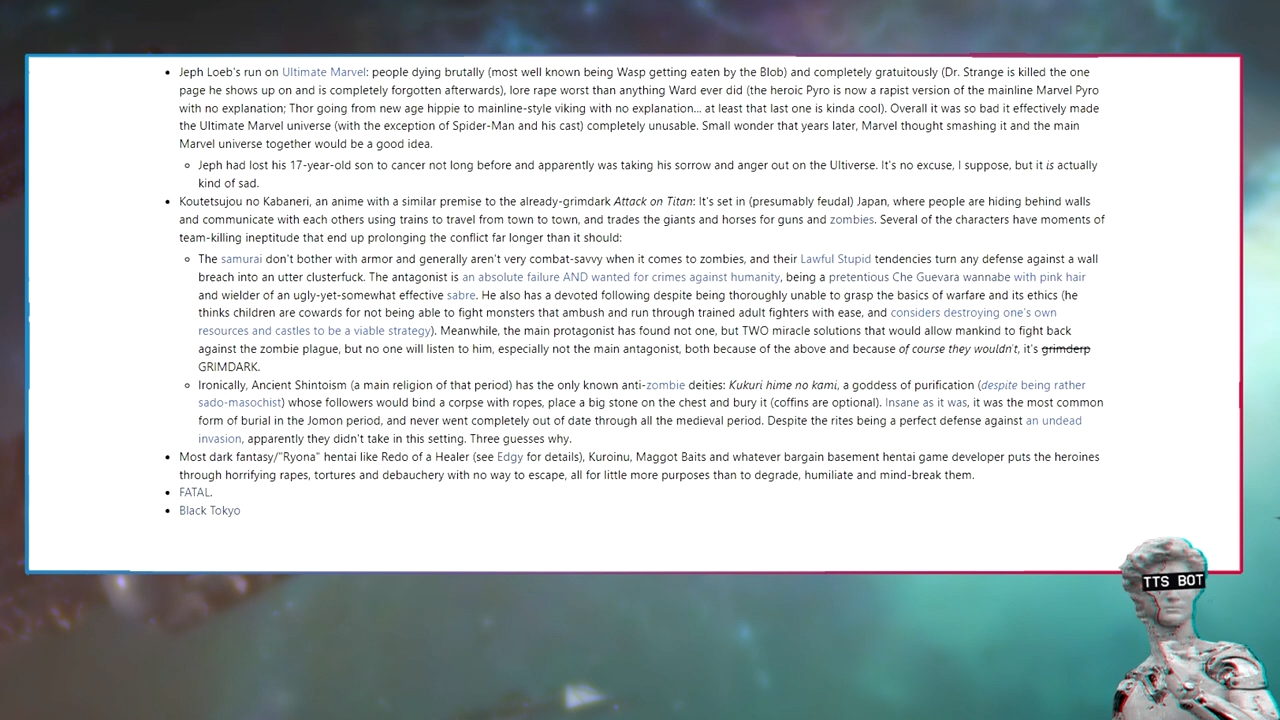 Jeph Loeb's run on Ultimate Marvel: people dying brutally (most well known being Wasp getting eaten by the Blob) and completely gratuitously (Dr. Strange is killed the one
page he shows up on and is completely forgotten afterwards), lore rape worst than anything Ward ever did (the heroic Pyro is now a rapist version of the mainline Marvel Pyro
with no explanation; Thor going from new age hippie to mainline-style viking with no explanation... at least that last one is kinda cool). Overall it was so bad it effectively made
the Ultimate Marvel universe (with the exception of Spider-Man and his cast) completely unusable. Small wonder that years later, Marvel thought smashing it and the main
Marvel universe together would be a good idea.
Jeph had lost his 17-year-old son to cancer not long before and apparently was taking his sorrow and anger out on the Ultiverse. It's no excuse, I suppose, but it is actually
kind of sad.
Koutetsujou no Kabaneri, an anime with a similar premise to the already-grimdark Attack on Titan: It's set in (presumably feudal) Japan, where people are hiding behind walls
and communicate with each others using trains to travel from town to town, and trades the giants and horses for guns and zombies. Several of the characters have moments of
team-killing ineptitude that end up prolonging the conflict far longer than it should:
The samurai don't bother with armor and generally aren't very combat-savvy when it comes to zombies, and their Lawful Stupid tendencies turn any defense against a wall
breach into an utter clusterfuck. The antagonist is an absolute failure AND wanted for crimes against humanity, being a pretentious Che Guevara wannabe with pink hair
and wielder of an ugly-yet-somewhat effective sabre. He also has a devoted following despite being thoroughly unable to grasp the basics of warfare and its ethics (he
thinks children are cowards for not being able to fight monsters that ambush and run through trained adult fighters with ease, and considers destroying one's own
resources and castles to be a viable strategy). Meanwhile, the main protagonist has found not one, but TWO miracle solutions that would allow mankind to fight back
against the zombie plague, but no one will listen to him, especially not the main antagonist, both because of the above and because of course they wouldn't, it's grimderp
GRIMDARK.
Ironically, Ancient Shintoism (a main religion of that period) has the only known anti-zombie deities: Kukuri hime no kami, a goddess of purification (despite being rather
sado-masochist) whose followers would bind a corpse with ropes, place a big stone on the chest and bury it (coffins are optional). Insane as it was, it was the most common
form of burial in the Jomon period, and never went completely out of date through all the medieval period. Despite the rites being a perfect defense against an undead
invasion, apparently they didn't take in this setting. Three guesses why.
Most dark fantasy/"Ryona" hentai like Redo of a Healer (see Edgy for details), Kuroinu, Maggot Baits and whatever bargain basement hentai game developer puts the heroines
through horrifying rapes, tortures and debauchery with no way to escape, all for little more purposes than to degrade, humiliate and mind-break them.
FATAL.
Black Tokyo
TTS BOT